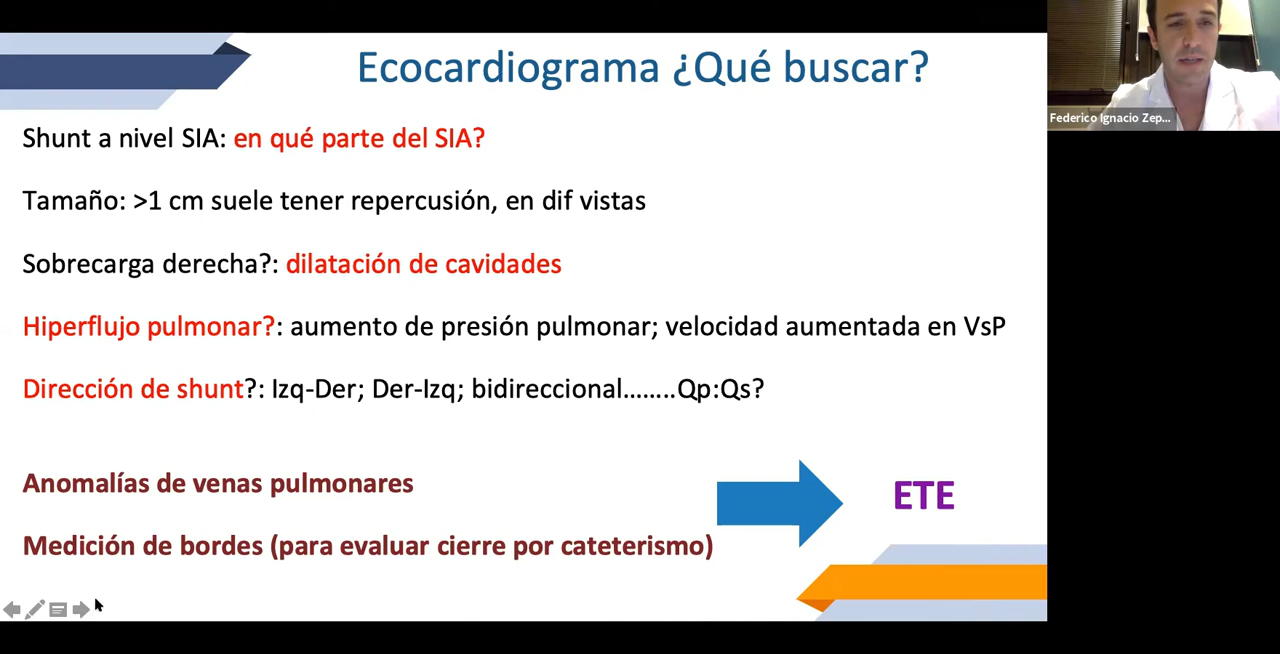 Ecocardiograma ¿Qué buscar?
Shunt a nivel SIA: en qué parte del SIA?
Tamaño: >1 cm suele tener repercusión, en dif vistas
Sobrecarga derecha?: dilatación de cavidades
Hiperflujo pulmonar?: aumento de presión pulmonar; velocidad aumentada en VsP
Dirección de shunt?: Izq-Der; Der-Izq; bidireccional........Qp:Qs?
Anomalías de venas pulmonares
Medición de bordes (para evaluar cierre por cateterismo)
ETE
Federico Ignacio Zep...